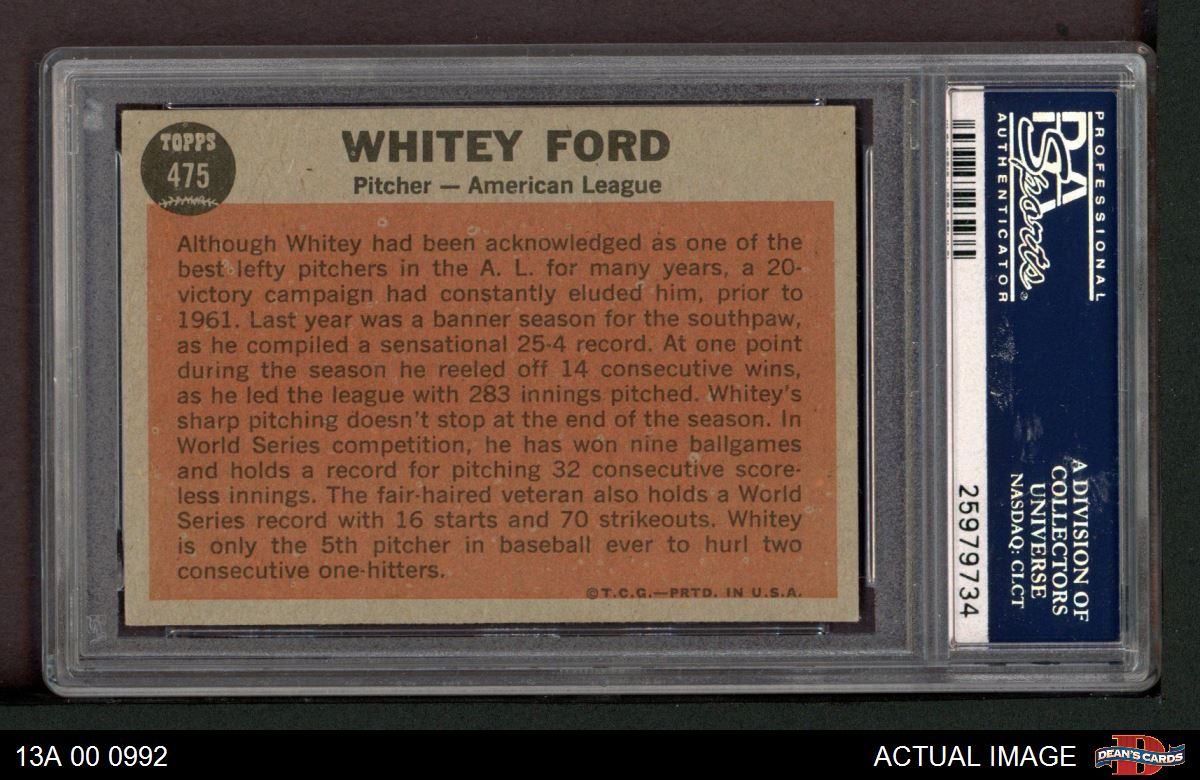 TOPPS
475
WHITEY FORD
Pitcher — American League
Although Whitey had been acknowledged as one of the
best lefty pitchers in the A. L. for many years, a 20-
victory campaign had constantly eluded him, prior to
1961. Last year was a banner season for the southpaw,
as he compiled a sensational 25-4 record. At one point
during the season he reeled off 14 consecutive wins,
as he led the league with 283 innings pitched. Whitey's
sharp pitching doesn't stop at the end of the season. In
World Series competition, he has won nine ballgames
and holds a record for pitching 32 consecutive score-
less innings. The fair-haired veteran also holds a World
Series record with 16 starts and 70 strikeouts. Whitey
is only the 5th pitcher in baseball ever to hurl two
consecutive one-hitters.
©T.C.G.—PRTD. IN U.S.A.
PROFESSIONAL
PSA
Sports®
AUTHENTICATOR
A DIVISION OF
COLLECTORS
UNIVERSE
NASDAQ: CLCT
25979734
13A 00 0992
ACTUAL IMAGE
D
DEAN'S CARDS